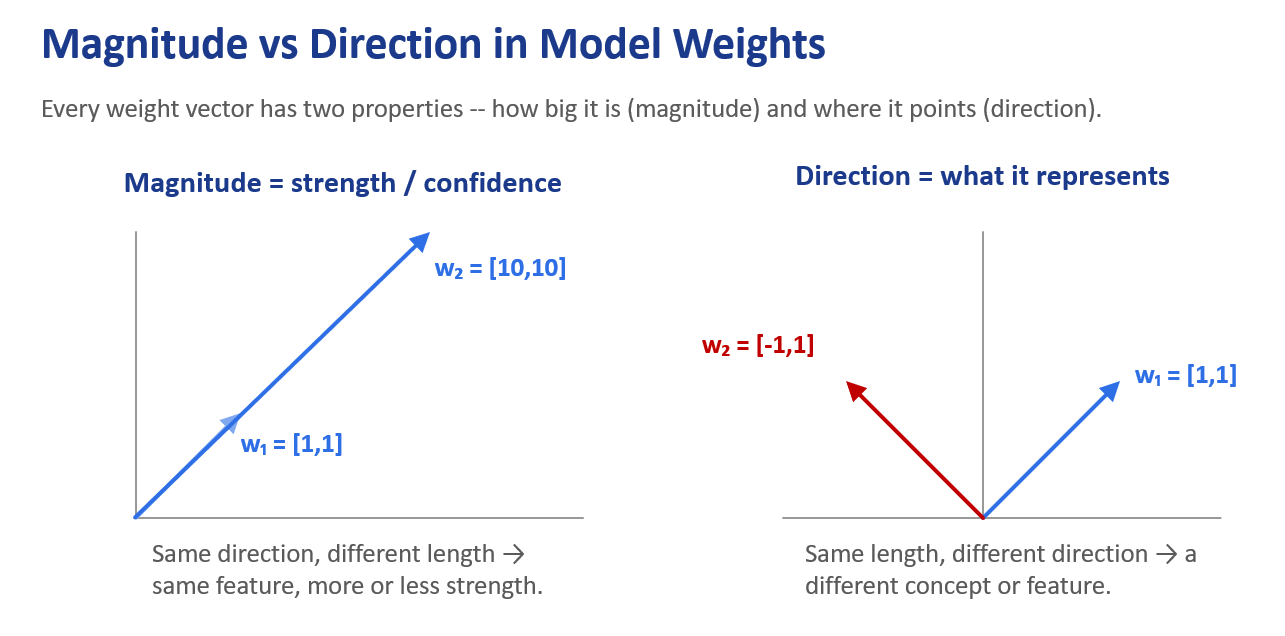 Magnitude vs Direction in Model Weights
Every weight vector has two properties -- how big it is (magnitude) and where it points (direction).
Magnitude = strength / confidence
w₂ = [10,10]
w₁ = [1,1]
Same direction, different length →
same feature, more or less strength.
Direction = what it represents
w₂ = [-1,1]
w₁ = [1,1]
Same length, different direction → a
different concept or feature.